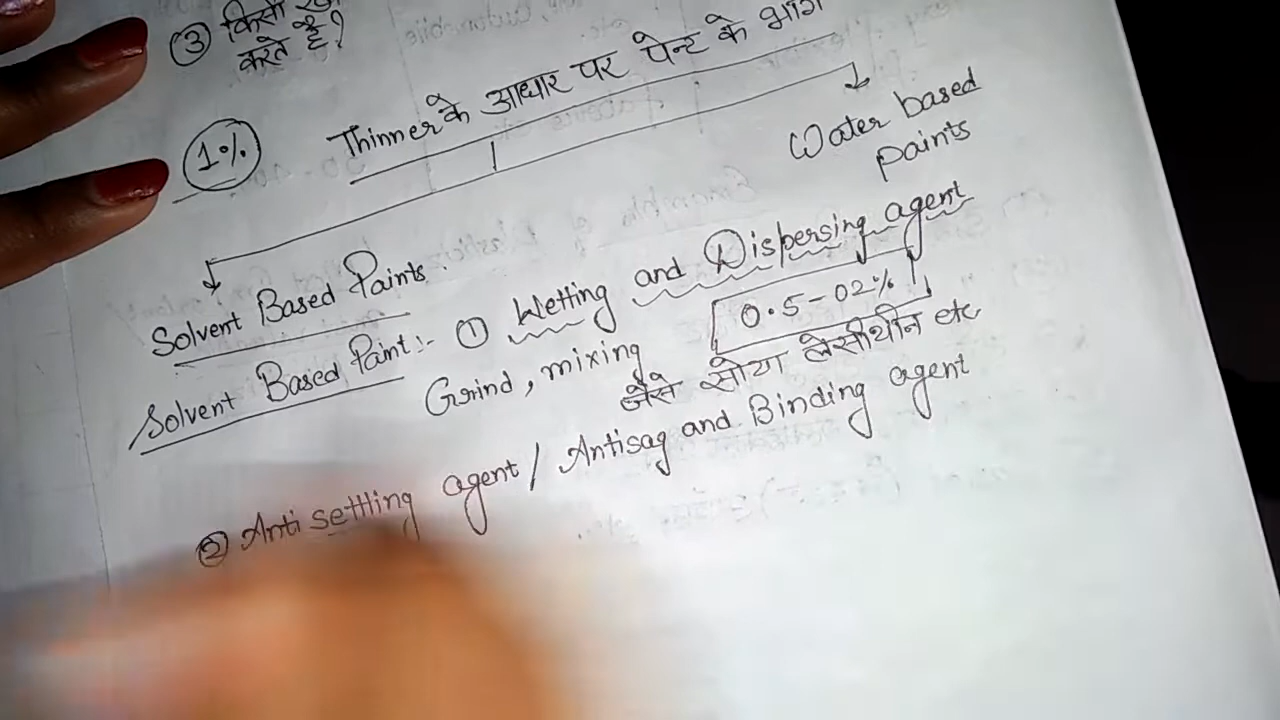 ③ किसी
करते है?
1%
Thinner के आधार पर पेन्ट के भाग
Water based
paints
Solvent Based Paints.
Solvent Based Paint:- ① Wetting and Dispersing agent
Grind, mixing
0.5-02%
जैसे सोया लेसीथीन etc
② Anti settling agent / Antisag and Binding agent